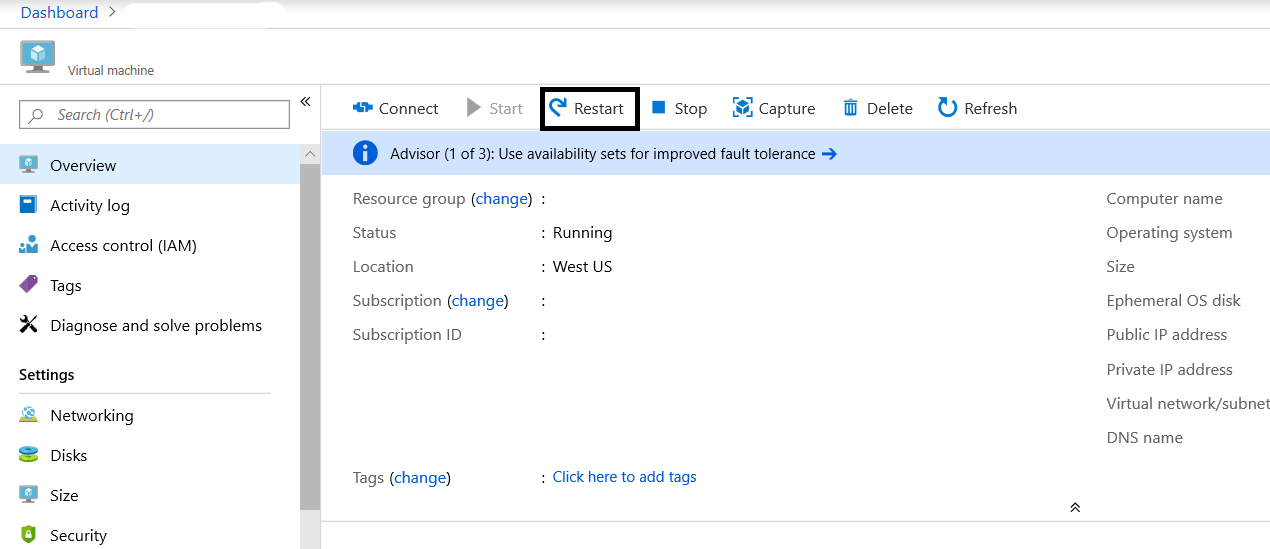 Dashboard >
Virtual machine
Search (Ctrl+/)
«
Overview
Activity log
Access control (IAM)
Tags
Diagnose and solve problems
Settings
Networking
Disks
Size
Security
Connect Start Restart Stop Capture Delete Refresh
Advisor (1 of 3): Use availability sets for improved fault tolerance →
Resource group (change) :
Status : Running
Location : West US
Subscription (change) :
Subscription ID :
Tags (change) : Click here to add tags
Computer name
Operating system
Size
Ephemeral OS disk
Public IP address
Private IP address
Virtual network/subnet
DNS name